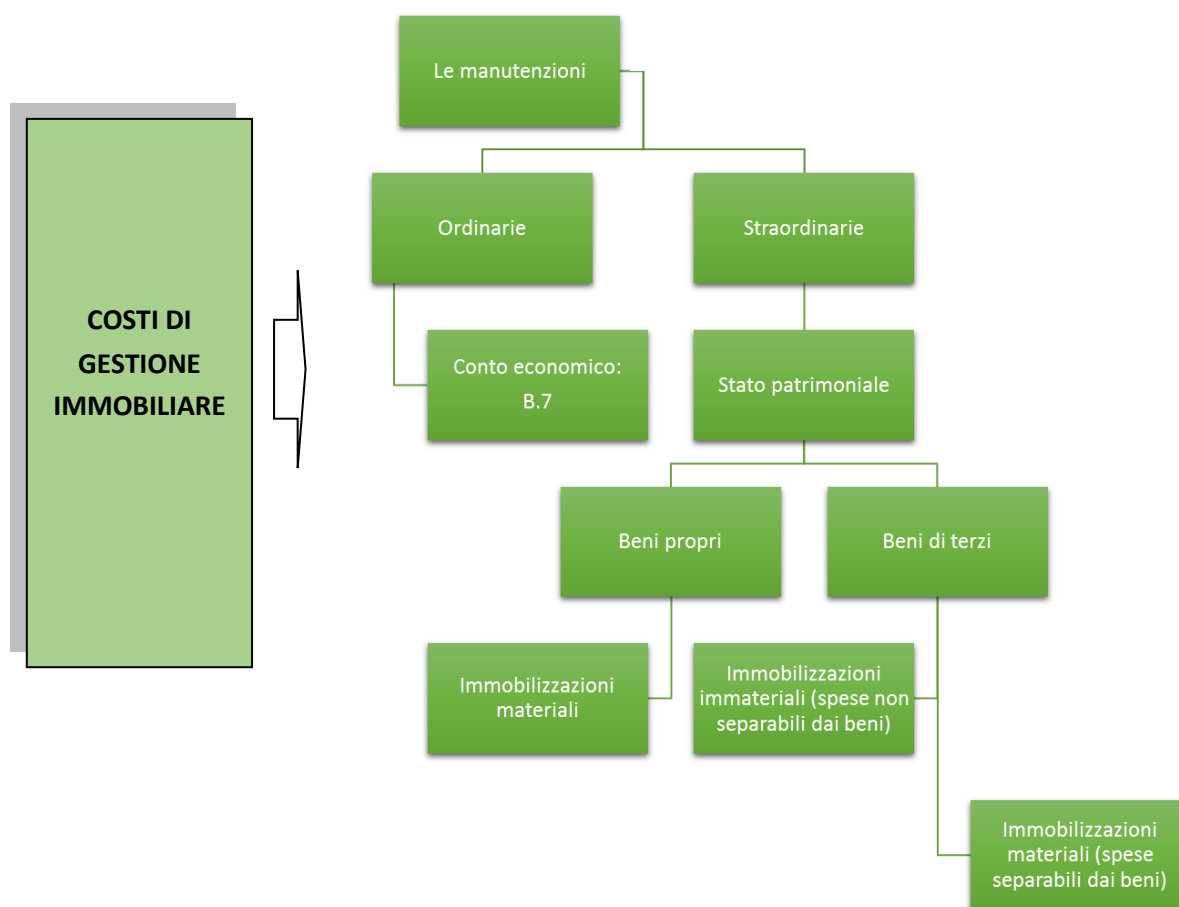 Le manutenzioni
COSTI DI
GESTIONE
IMMOBILIARE
Ordinarie
Straordinarie
Conto economico:
B.7
Stato patrimoniale
Beni propri
Beni di terzi
Immobilizzazioni
materiali
Immobilizzazioni
immateriali (spese non
separabili dai beni)
Immobilizzazioni
materiali (spese
separabili dai beni)